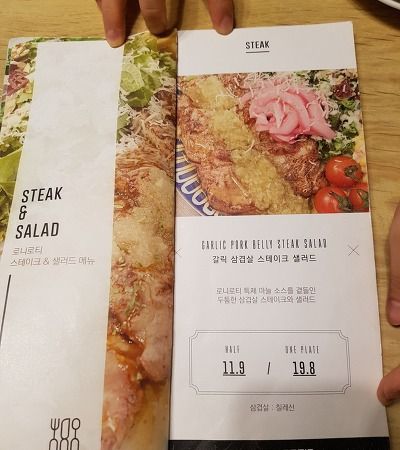 STEAK
&
SALAD
로니로티
스테이크 & 샐러드 메뉴
STEAK
GARLIC PORK BELLY STEAK SALAD
갈릭 삼겹살 스테이크 샐러드
로니로티 특제 마늘 소스를 곁들인
두툼한 삼겹살 스테이크와 샐러드
HALF
ONE PLATE
11.9 / 19.8
삼겹살 : 칠레산